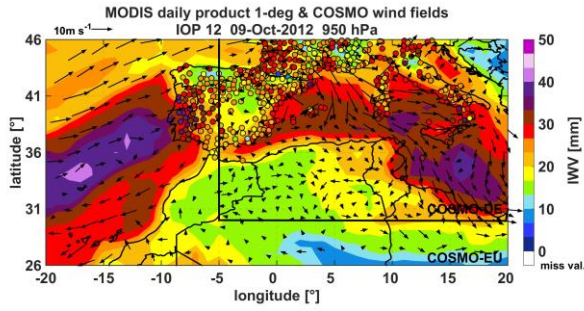 MODIS daily product 1-deg & COSMO wind fields
10m s⁻¹ IOP 12 09-Oct-2012 950 hPa
46
41
36
31
26
latitude [°]
COSMO-DE
COSMO-EU
-20 -15 -10 -5 0 5 10 15 20
longitude [°]
50
40
30
20
10
0
miss val.
IWV [mm]